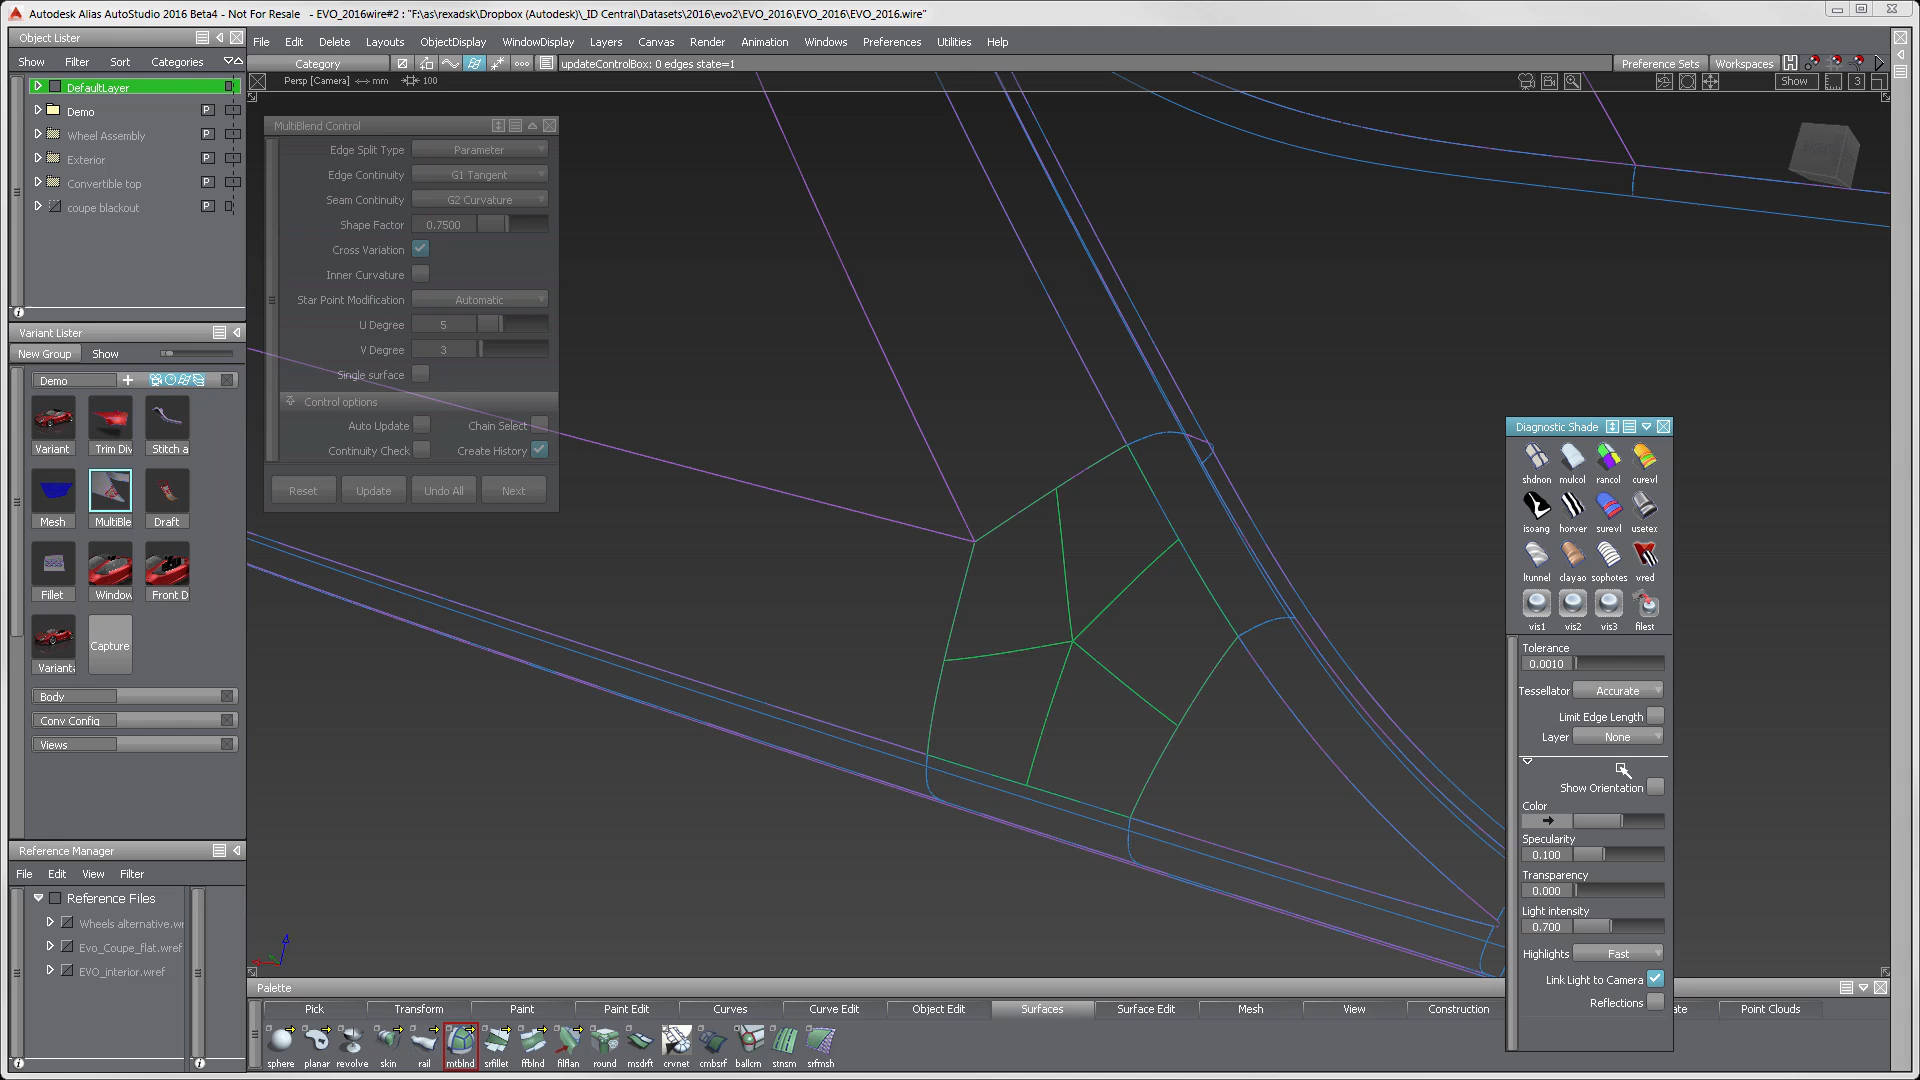 Autodesk Alias AutoStudio 2016 Beta4 - Not For Resale - EVO_2016wire#2 : "F:\as\rexadsk\Dropbox (Autodesk)\_ID Central\Datasets\2016\evo2\EVO_2016\EVO_2016\EVO_2016.wire"
Object Lister
Show Filter Sort Categories
DefaultLayer
Demo P
Wheel Assembly P
Exterior P
Convertible top P
coupe blackout P
Variant Lister
New Group Show
Demo
Variant Trim Div Stitch a
Mesh MultiBle Draft
Fillet Window Front D
Variant Capture
Body
Conv Config
Views
Reference Manager
File Edit View Filter
Reference Files
Wheels alternative.wr
Evo_Coupe_flat.wref
EVO_interior.wref
File Edit Delete Layouts ObjectDisplay WindowDisplay Layers Canvas Render Animation Windows Preferences Utilities Help
Category
updateControlBox: 0 edges state=1
Preference Sets Workspaces
Persp [Camera] mm 100
Show 3
MultiBlend Control
Edge Split Type Parameter
Edge Continuity G1 Tangent
Seam Continuity G2 Curvature
Shape Factor 0.7500
Cross Variation
Inner Curvature
Star Point Modification Automatic
U Degree 5
V Degree 3
Single surface
Control options
Auto Update Chain Select
Continuity Check Create History
Reset Update Undo All Next
Diagnostic Shade
shdnon mulcol rancol curevl
isoang horver surevl usetex
ltunnel clayao sophotes vred
vis1 vis2 vis3 filest
Tolerance
0.0010
Tessellator Accurate
Limit Edge Length
Layer None
Show Orientation
Color
Specularity
0.100
Transparency
0.000
Light intensity
0.700
Highlights Fast
Link Light to Camera
Reflections
Palette
Pick Transform Paint Paint Edit Curves Curve Edit Object Edit Surfaces Surface Edit Mesh View Construction ate Point Clouds
sphere planar revolve skin rail mtblnd srfillet ffblnd filflan round msdrft crvnet cmbsrf ballcrn stnsm srfmsh